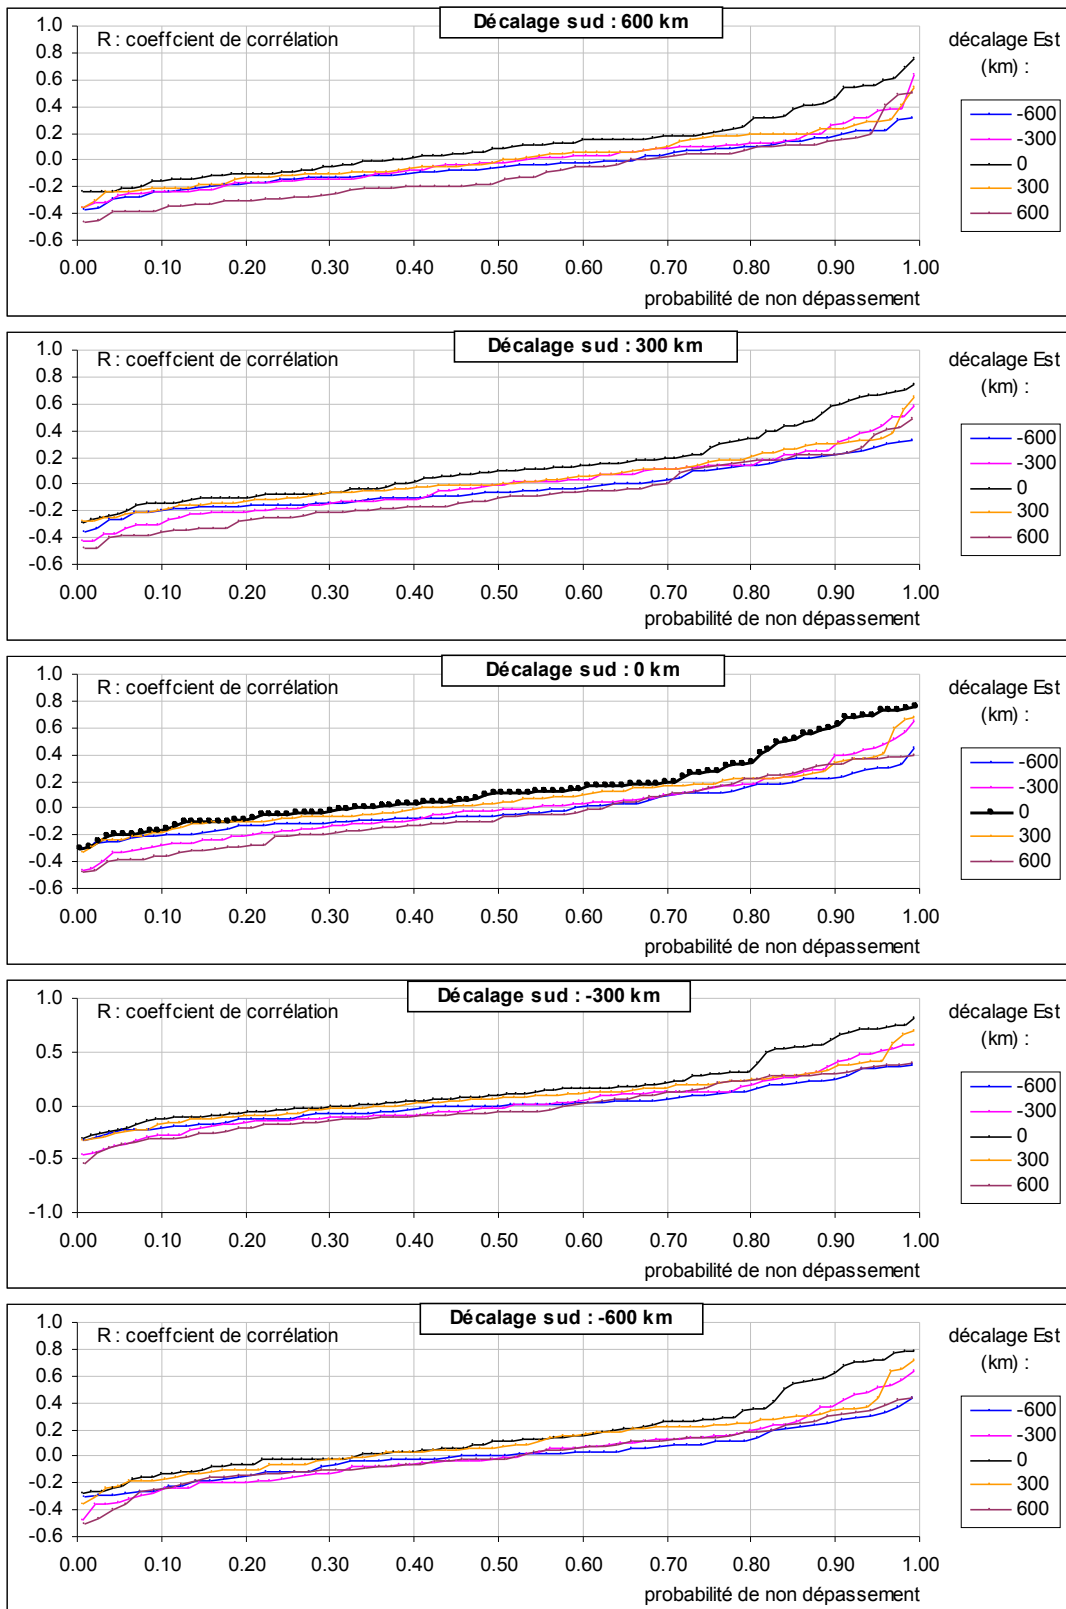 Décalage sud : 600 km
R : coeffcient de corrélation
décalage Est
(km) :
1.0
0.8
0.6
0.4
0.2
0.0
-0.2
-0.4
-0.6
-600
-300
0
300
600
0.00 0.10 0.20 0.30 0.40 0.50 0.60 0.70 0.80 0.90 1.00
probabilité de non dépassement
Décalage sud : 300 km
R : coeffcient de corrélation
décalage Est
(km) :
1.0
0.8
0.6
0.4
0.2
0.0
-0.2
-0.4
-0.6
-600
-300
0
300
600
0.00 0.10 0.20 0.30 0.40 0.50 0.60 0.70 0.80 0.90 1.00
probabilité de non dépassement
Décalage sud : 0 km
R : coeffcient de corrélation
décalage Est
(km) :
1.0
0.8
0.6
0.4
0.2
0.0
-0.2
-0.4
-0.6
-600
-300
0
300
600
0.00 0.10 0.20 0.30 0.40 0.50 0.60 0.70 0.80 0.90 1.00
probabilité de non dépassement
Décalage sud : -300 km
R : coeffcient de corrélation
décalage Est
(km) :
1.0
0.5
0.0
-0.5
-1.0
-600
-300
0
300
600
0.00 0.10 0.20 0.30 0.40 0.50 0.60 0.70 0.80 0.90 1.00
probabilité de non dépassement
Décalage sud : -600 km
R : coeffcient de corrélation
décalage Est
(km) :
1.0
0.8
0.6
0.4
0.2
0.0
-0.2
-0.4
-0.6
-600
-300
0
300
600
0.00 0.10 0.20 0.30 0.40 0.50 0.60 0.70 0.80 0.90 1.00
probabilité de non dépassement